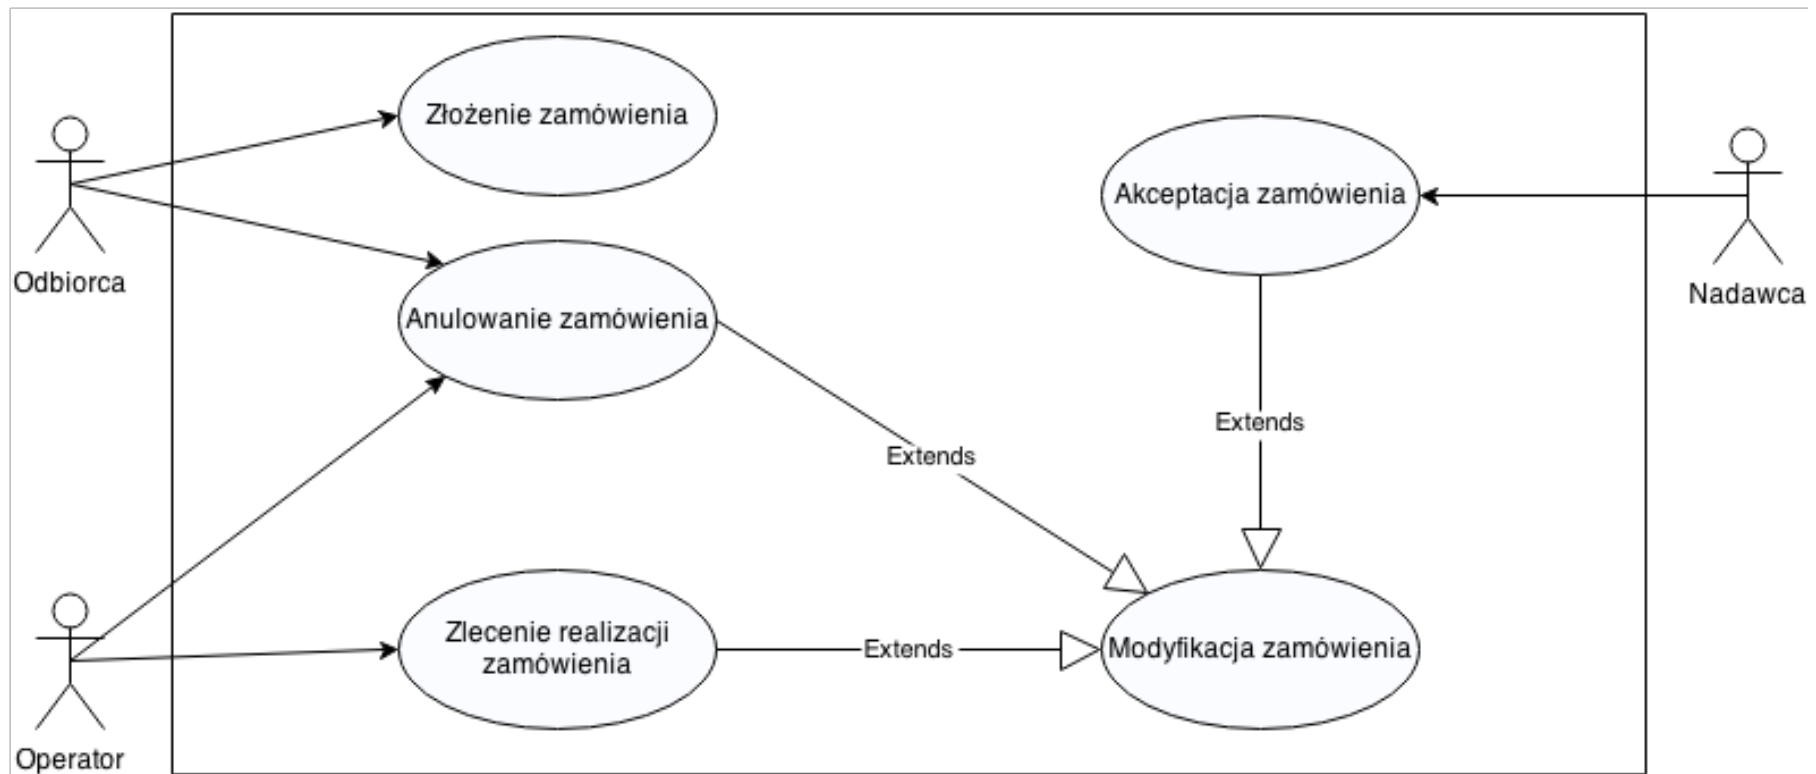 Złożenie zamówienia
Akceptacja zamówienia
Odbiorca
Nadawca
Anulowanie zamówienia
Extends
Extends
Zlecenie realizacji
zamówienia
Extends
Modyfikacja zamówienia
Operator